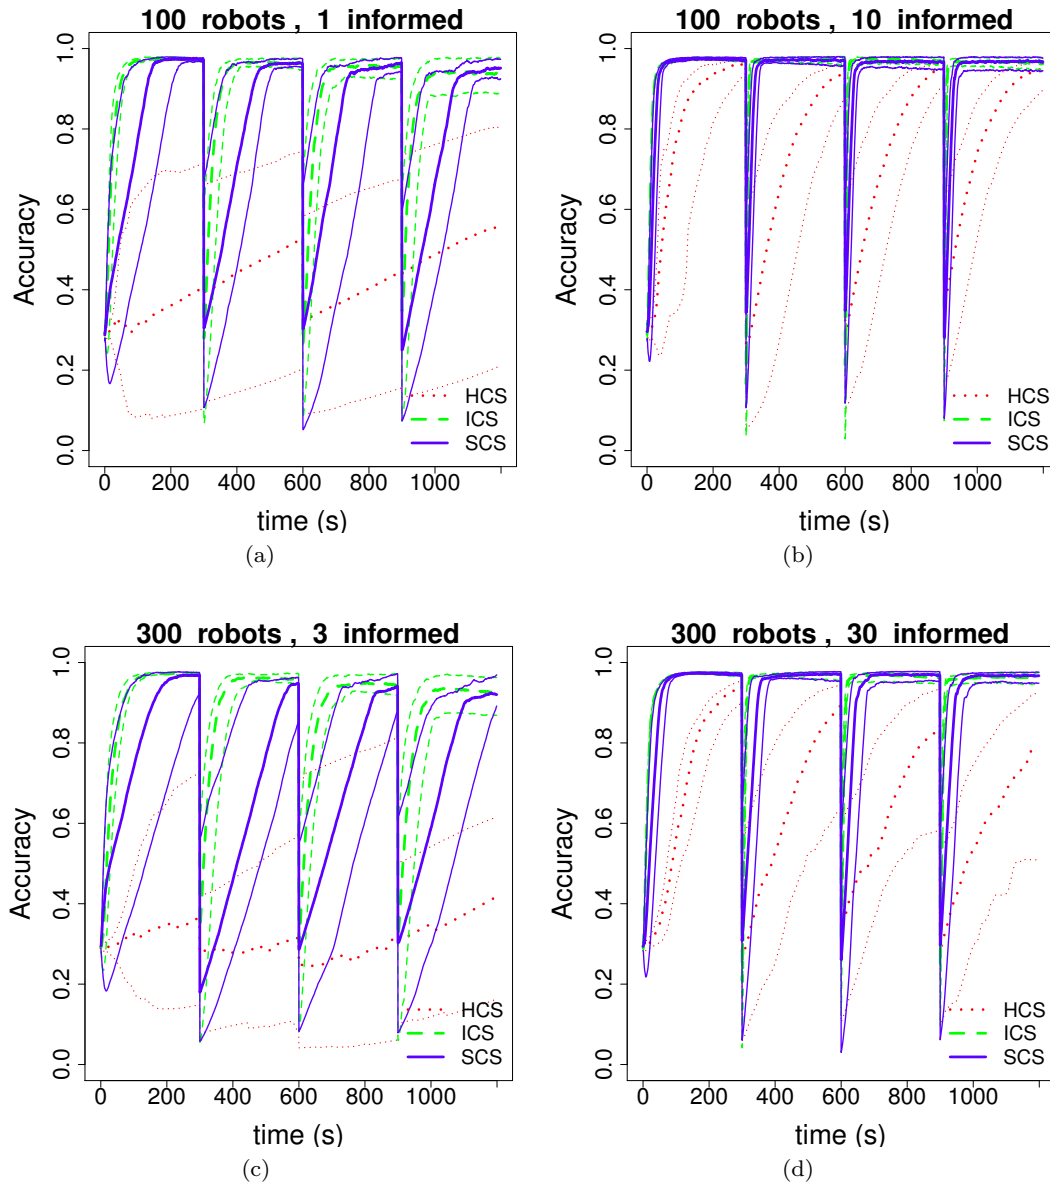 100 robots , 1 informed
Accuracy
1.0
0.8
0.6
0.4
0.2
0.0
HCS
ICS
SCS
0 200 400 600 800 1000
time (s)
(a)
100 robots , 10 informed
Accuracy
1.0
0.8
0.6
0.4
0.2
0.0
HCS
ICS
SCS
0 200 400 600 800 1000
time (s)
(b)
300 robots , 3 informed
Accuracy
1.0
0.8
0.6
0.4
0.2
0.0
HCS
ICS
SCS
0 200 400 600 800 1000
time (s)
(c)
300 robots , 30 informed
Accuracy
1.0
0.8
0.6
0.4
0.2
0.0
HCS
ICS
SCS
0 200 400 600 800 1000
time (s)
(d)